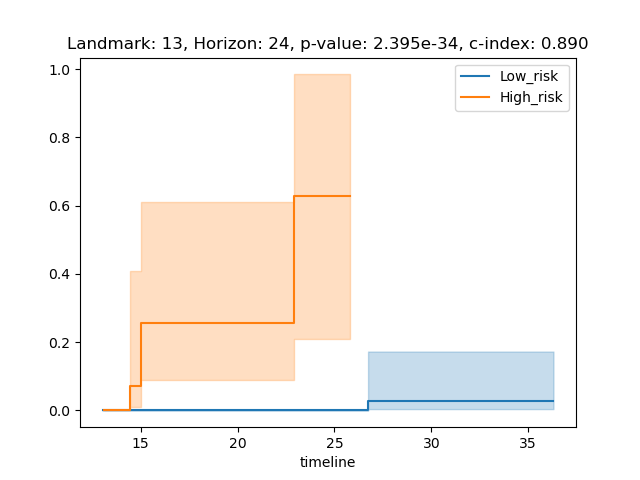 Landmark: 13, Horizon: 24, p-value: 2.395e-34, c-index: 0.890
Low_risk
High_risk
1.0
0.8
0.6
0.4
0.2
0.0
15 20 25 30 35
timeline